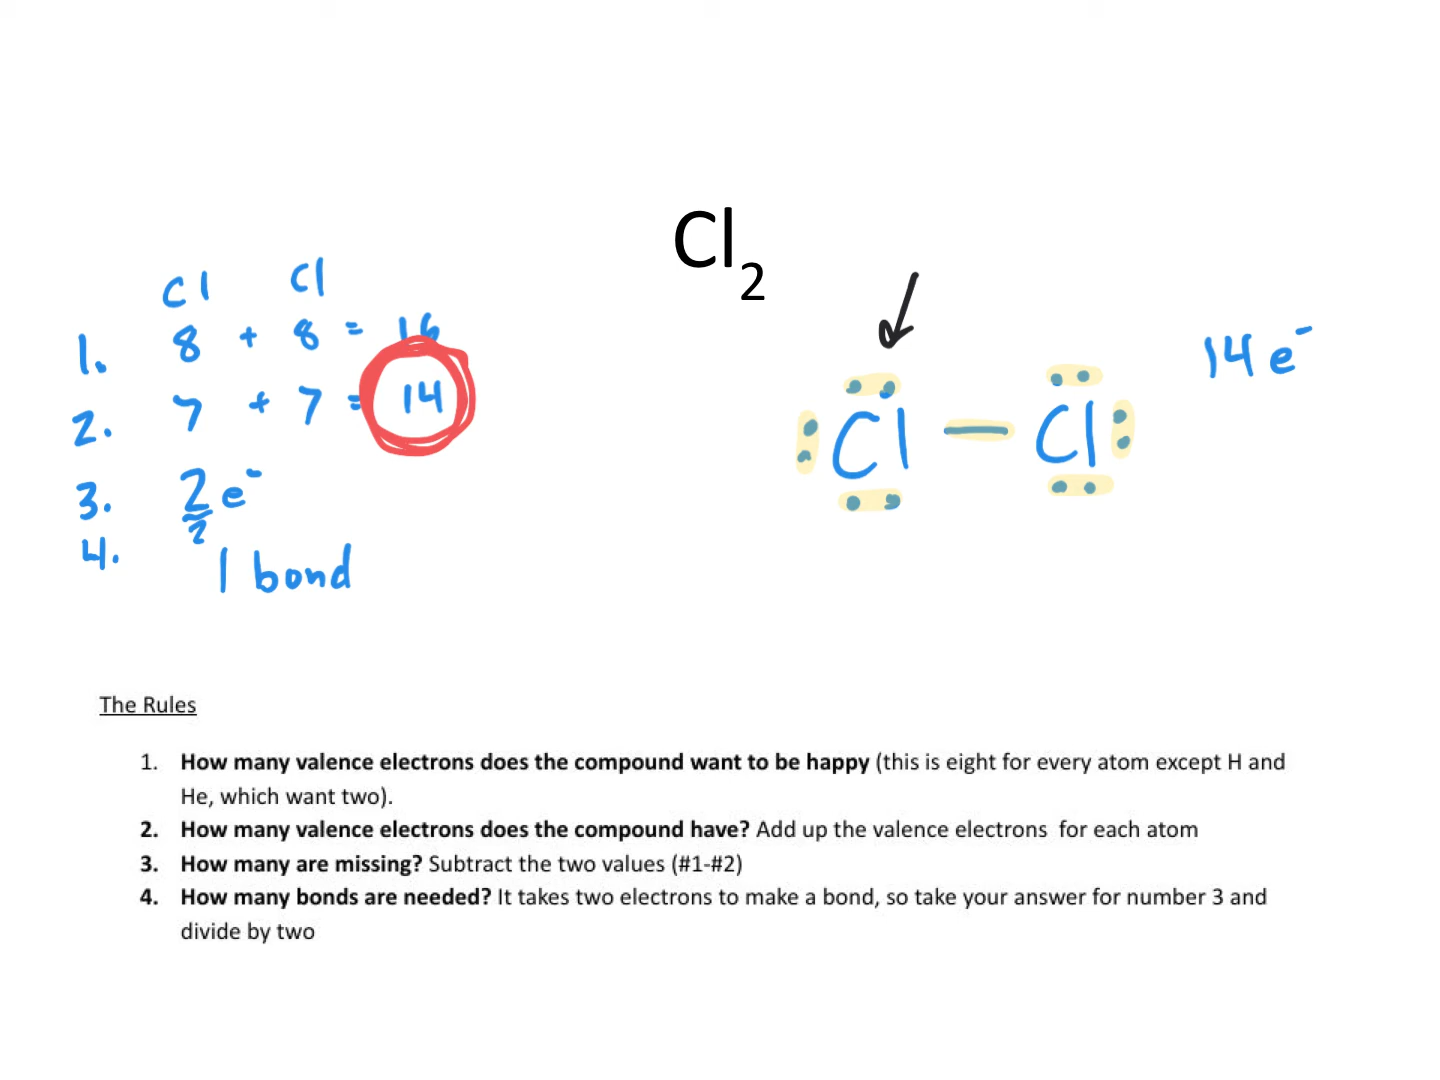 Cl₂
Cl Cl
1. 8 + 8 = 16
2. 7 + 7 = 14
3. 2 e⁻
2
4. 1 bond
:Cl — Cl:
14 e⁻
The Rules
1. How many valence electrons does the compound want to be happy (this is eight for every atom except H and
He, which want two).
2. How many valence electrons does the compound have? Add up the valence electrons for each atom
3. How many are missing? Subtract the two values (#1-#2)
4. How many bonds are needed? It takes two electrons to make a bond, so take your answer for number 3 and
divide by two